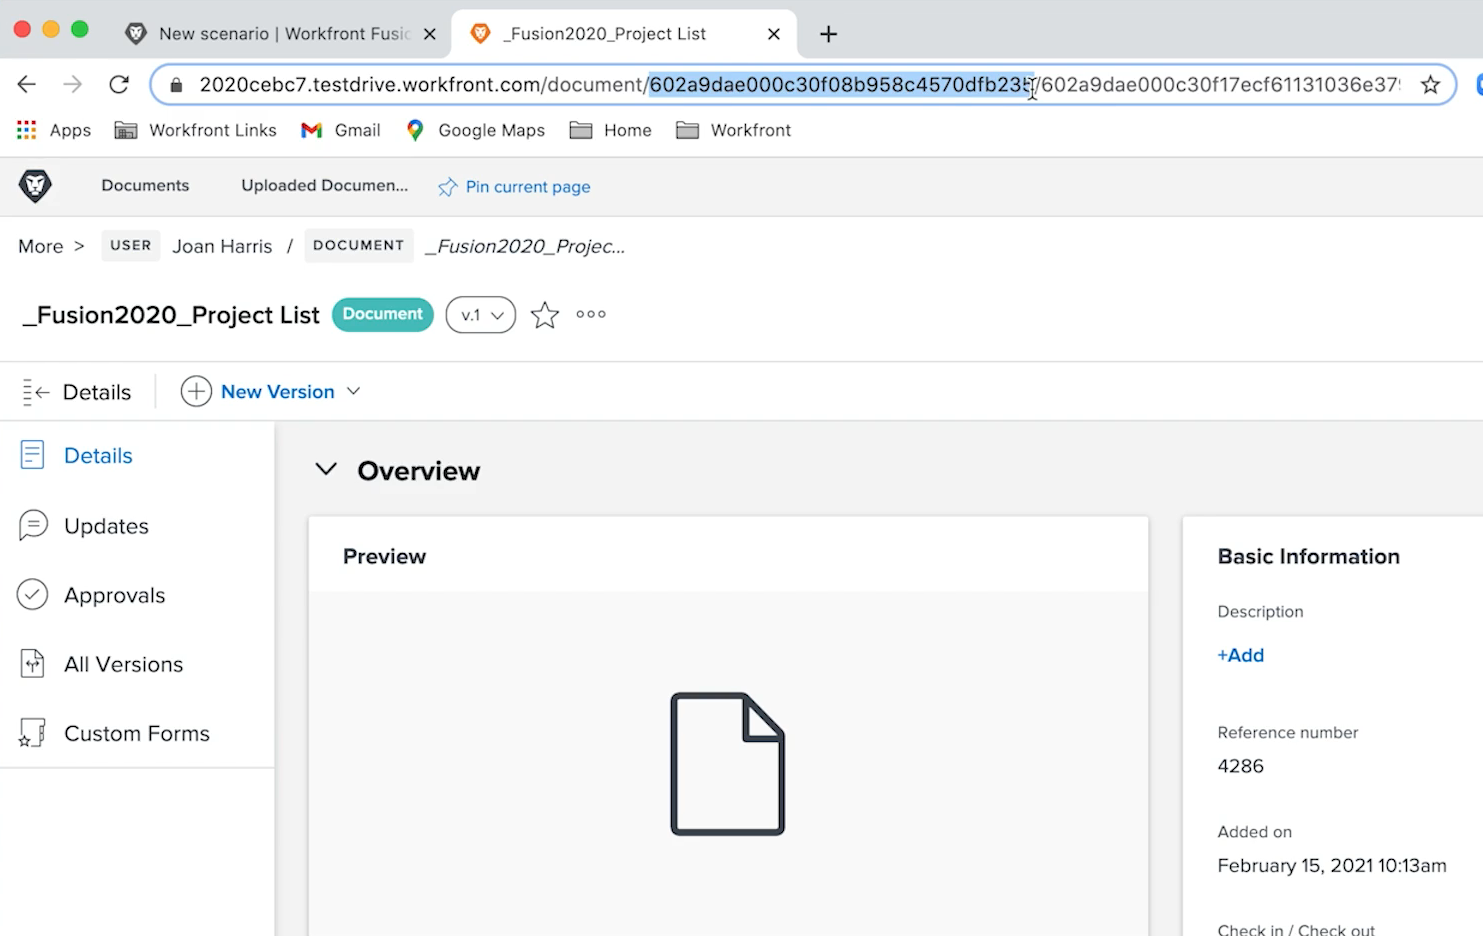 New scenario | Workfront Fusic
_Fusion2020_Project List
2020cebc7.testdrive.workfront.com/document/602a9dae000c30f08b958c4570dfb235/602a9dae000c30f17ecf61131036e379
Apps Workfront Links Gmail Google Maps Home Workfront
Documents Uploaded Documen... Pin current page
More > USER Joan Harris / DOCUMENT _Fusion2020_Projec...
_Fusion2020_Project List Document v.1
Details New Version
Details
Updates
Approvals
All Versions
Custom Forms
Overview
Preview
Basic Information
Description
+Add
Reference number
4286
Added on
February 15, 2021 10:13am
Check in / Check out